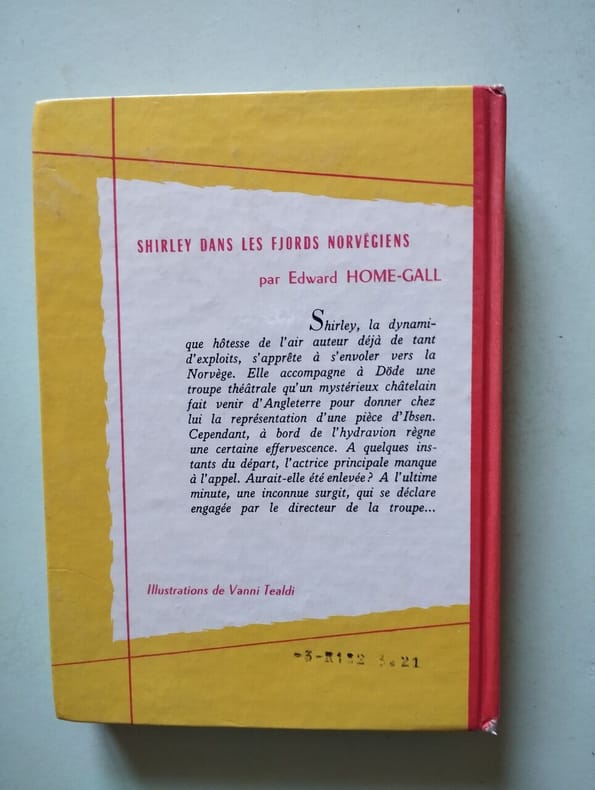 SHIRLEY DANS LES FJORDS NORVÉGIENS
par Edward HOME-GALL
Shirley, la dynami-
que hôtesse de l'air auteur déjà de tant
d'exploits, s'apprête à s'envoler vers la
Norvège. Elle accompagne à Döde une
troupe théâtrale qu'un mystérieux châtelain
fait venir d'Angleterre pour donner chez
lui la représentation d'une pièce d'Ibsen.
Cependant, à bord de l'hydravion règne
une certaine effervescence. A quelques ins-
tants du départ, l'actrice principale manque
à l'appel. Aurait-elle été enlevée ? A l'ultime
minute, une inconnue surgit, qui se déclare
engagée par le directeur de la troupe...
Illustrations de Vanni Tealdi